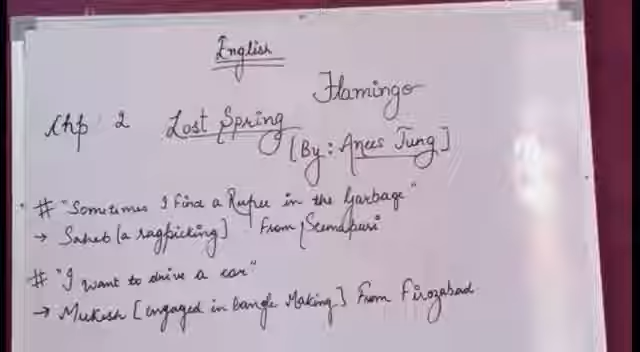 English
Flamingo
Chp 2 Lost Spring
[By: Anees Jung]
# "Sometimes I find a Rupee in the Garbage"
→ Saheb [a ragpicking] From Seemapuri
# "I want to drive a car"
→ Mukesh [engaged in bangle Making] From Firozabad